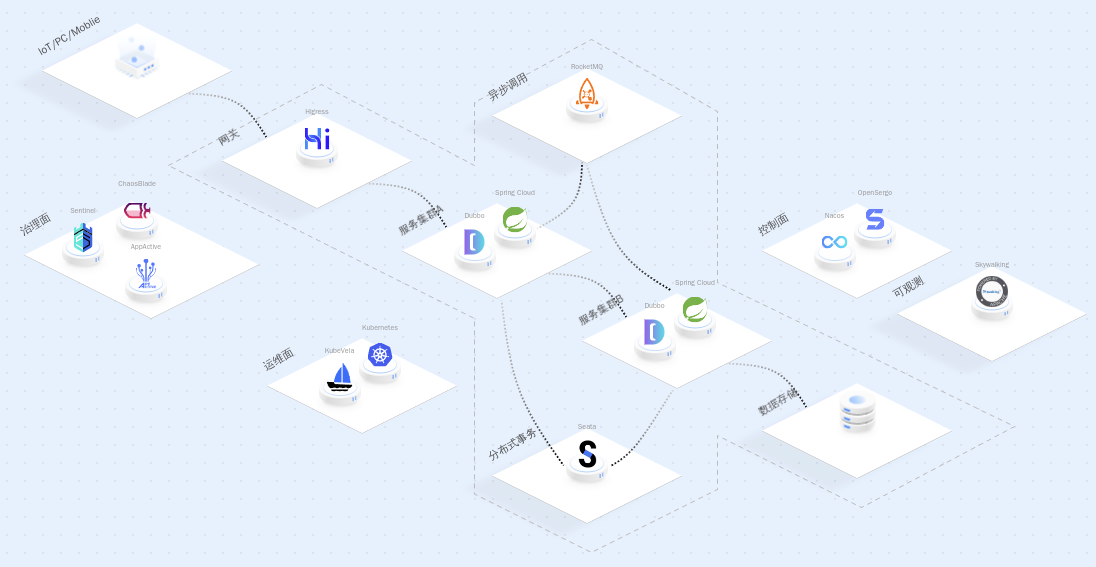 IoT/PC/Moblie
网关
Higress
Hi
异步调用
RocketMQ
治理面
ChaosBlade
Sentinel
AppActive
服务集群A
Dubbo
Spring Cloud
控制面
Nacos
OpenSergo
可观测
Skywalking
服务集群B
Dubbo
Spring Cloud
运维面
Kubernetes
KubeVela
分布式事务
Seata
数据存储